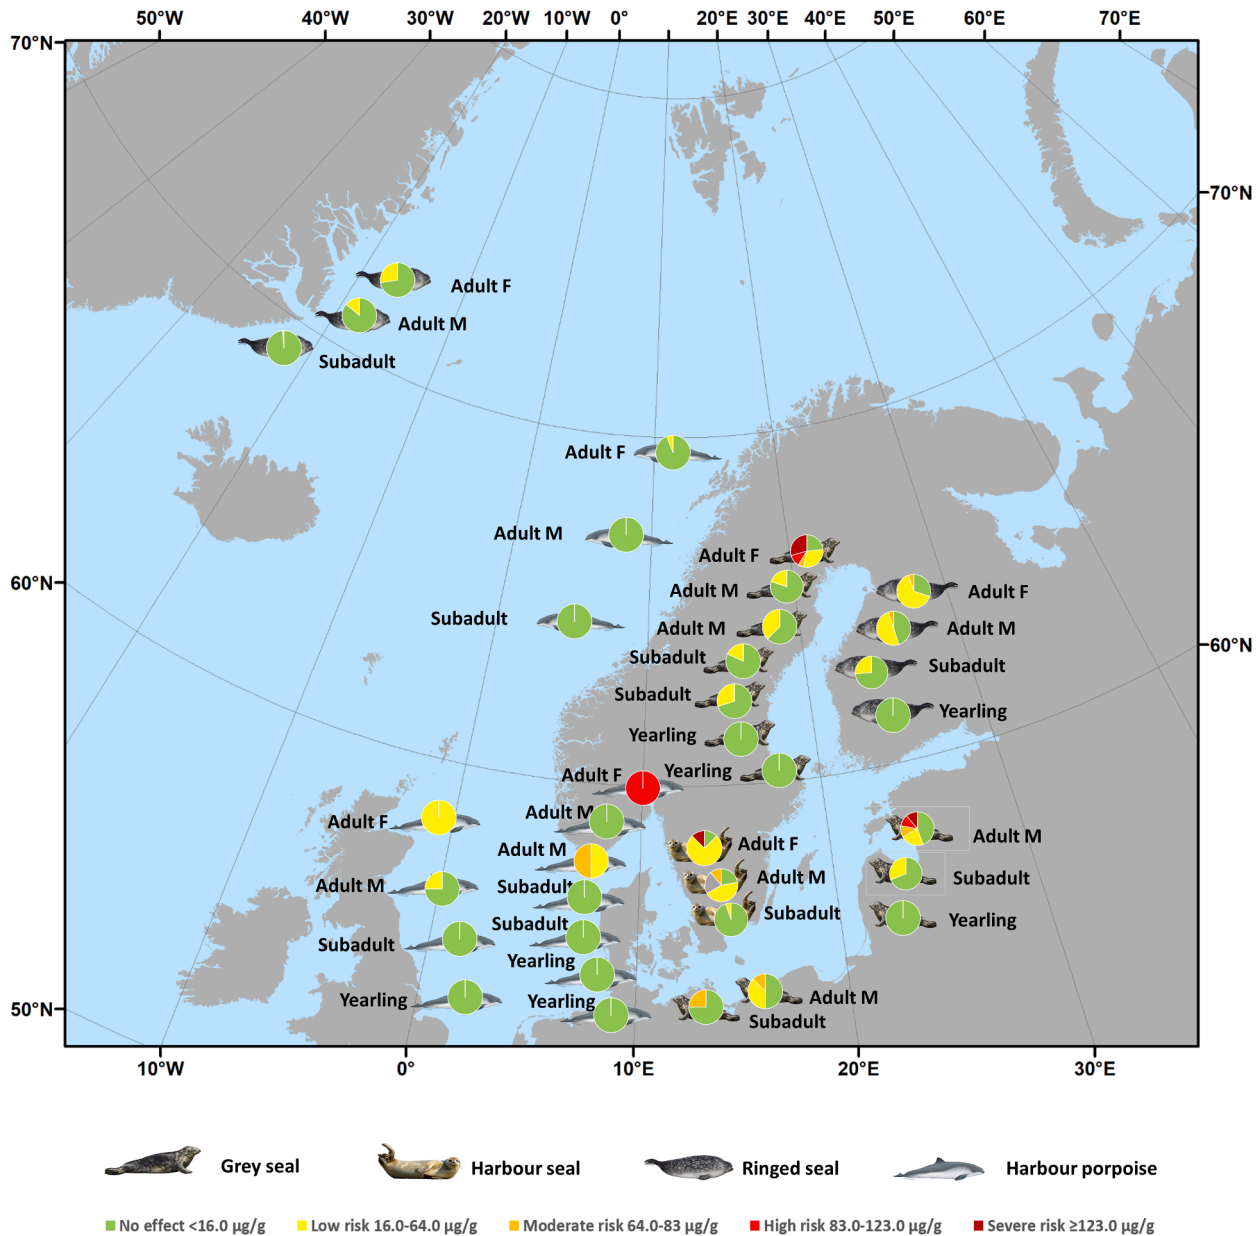 50°W 40°W 30°W 20°W 10°W 0° 20°E 30°E 40°E 50°E 60°E 70°E
70°N
70°N
Adult F
Adult M
Subadult
Adult F
Adult M
Adult F
60°N
Adult M
Adult F
Subadult
Adult M
Adult M
60°N
Subadult
Subadult
Subadult
Yearling
Yearling
Yearling
Adult F
Adult M
Adult F
Adult M
Adult F
Adult M
Adult M
Subadult
Adult M
Subadult
Subadult
Subadult
Yearling
Subadult
Yearling
Yearling
Yearling
Adult M
50°N
Subadult
10°W 0° 10°E 20°E 30°E
Grey seal Harbour seal Ringed seal Harbour porpoise
No effect <16.0 µg/g Low risk 16.0-64.0 µg/g Moderate risk 64.0-83 µg/g High risk 83.0-123.0 µg/g Severe risk ≥123.0 µg/g